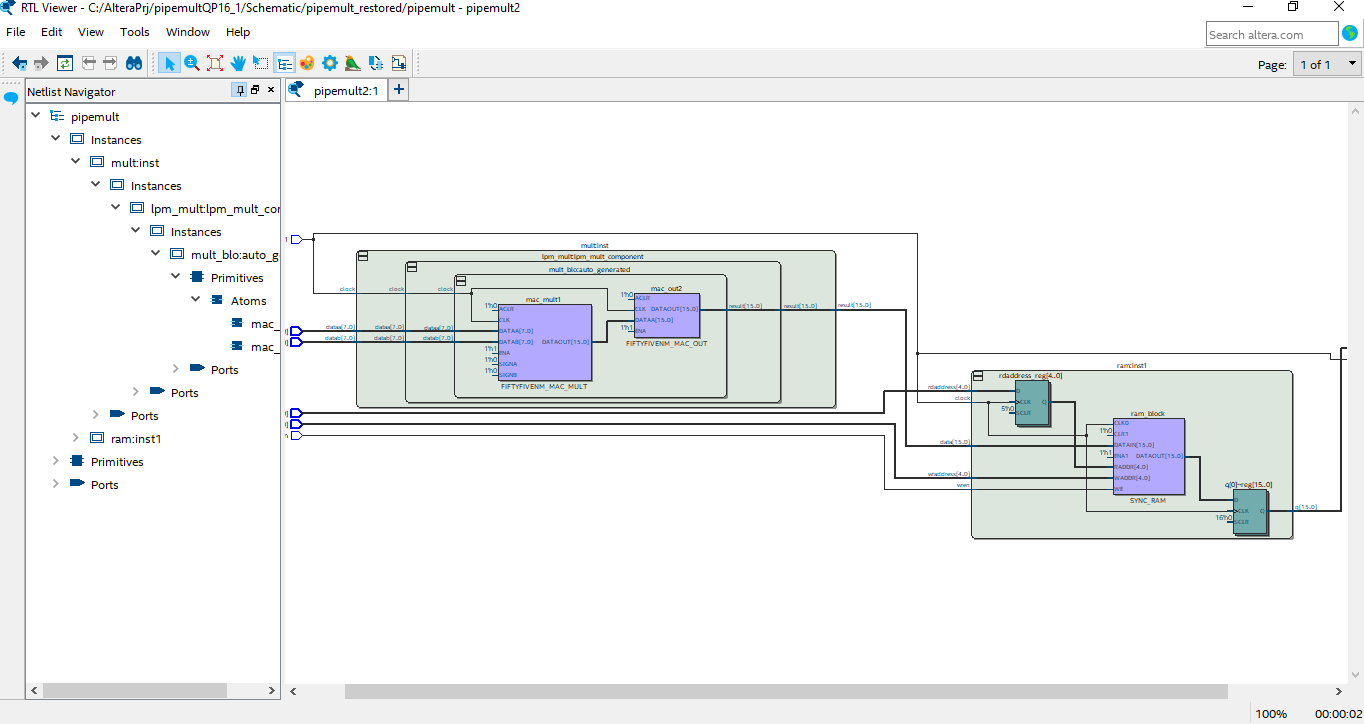 RTL Viewer - C:/AlteraPrj/pipemultQP16_1/Schematic/pipemult_restored/pipemult - pipemult2
File Edit View Tools Window Help
Search altera.com
Page: 1 of 1
Netlist Navigator
pipemult2:1
pipemult
Instances
mult:inst
Instances
lpm_mult:lpm_mult_cor
Instances
mult_blo:auto_g
Primitives
Atoms
mac_
mac_
Ports
Ports
Ports
ram:inst1
Primitives
Ports
mult:inst
lpm_mult:lpm_mult_component
mult_blo:auto_generated
clock clock clock
dataa[7..0] dataa[7..0] dataa[7..0]
datab[7..0] datab[7..0] datab[7..0]
mac_mult1
1'h0 ACLR
CLK
DATAA[7..0]
DATAB[7..0] DATAOUT[15..0]
1'h1 ENA
1'h0 SIGNA
1'h0 SIGNB
FIFTYFIVENM_MAC_MULT
mac_out2
1'h0 ACLR
CLK DATAOUT[15..0]
DATAA[15..0]
1'h1 ENA
FIFTYFIVENM_MAC_OUT
result[15..0] result[15..0] result[15..0]
ram:inst1
rdaddress_reg[4..0]
rdaddress[4..0] D
clock CLK Q
5'h0 SCLR
data[15..0]
wraddress[4..0]
wren
ram_block
CLK0
1'h0 CLR1
DATAIN[15..0]
1'h1 ENA1 DATAOUT[15..0]
RADDR[4..0]
WADDR[4..0]
WE
SYNC_RAM
q[0]~reg[15..0]
D
CLK Q
16'h0 SCLR
q[15..0]
100% 00:00:02